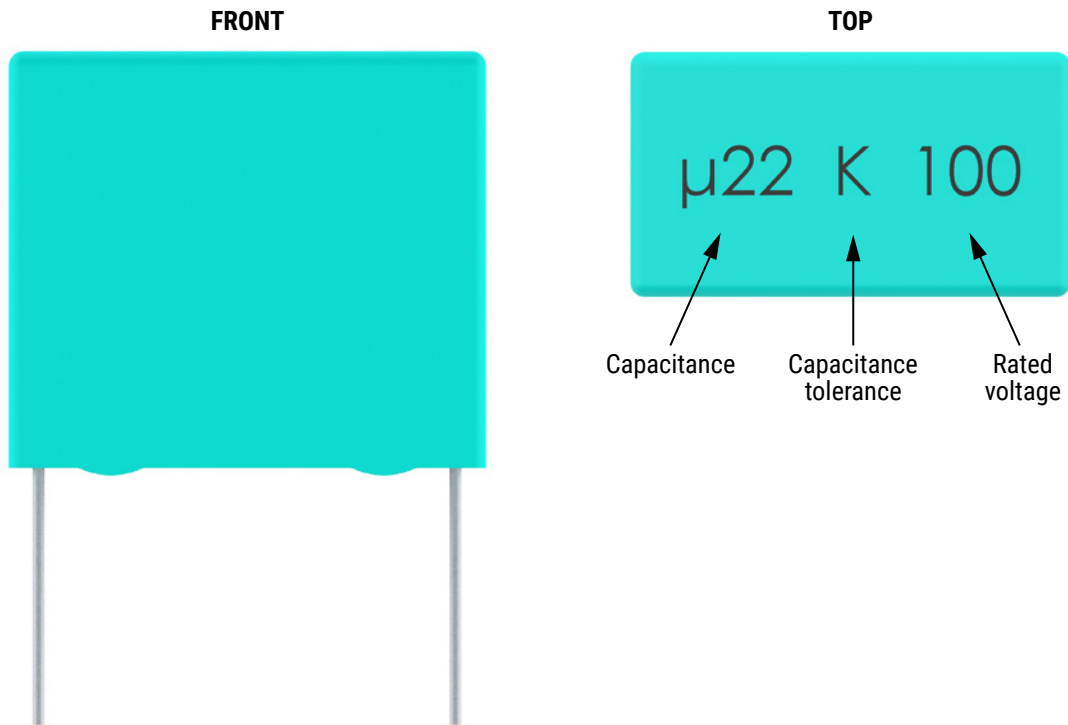 FRONT
TOP
µ22 K 100
Capacitance
Capacitance
tolerance
Rated
voltage